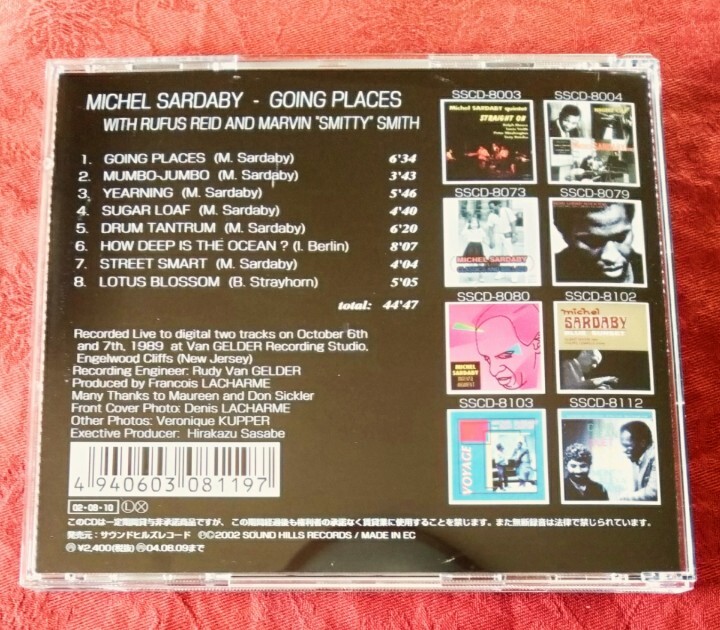 MICHEL SARDABY - GOING PLACES
WITH RUFUS REID AND MARVIN "SMITTY" SMITH
1. GOING PLACES (M. Sardaby) 6'34
2. MUMBO-JUMBO (M. Sardaby) 3'43
3. YEARNING (M. Sardaby) 5'46
4. SUGAR LOAF (M. Sardaby) 4'40
5. DRUM TANTRUM (M. Sardaby) 6'20
6. HOW DEEP IS THE OCEAN ? (I. Berlin) 8'07
7. STREET SMART (M. Sardaby) 4'04
8. LOTUS BLOSSOM (B. Strayhorn) 5'05
total: 44'47
Recorded Live to digital two tracks on October 6th
and 7th, 1989 at Van GELDER Recording Studio,
Engelwood Cliffs (New Jersey)
Recording Engineer: Rudy Van GELDER
Produced by Francois LACHARME
Many Thanks to Maureen and Don Sickler
Front Cover Photo: Denis LACHARME
Other Photos: Veronique KUPPER
Exective Producer: Hirakazu Sasabe
4 940603 081197
02・08・10 Ⓛ Ⓧ
このCDは一定期間貸与非承諾商品ですが、この期間経過後も権利者の承諾なく賃貸業に使用することを禁じます。また無断録音は法律で禁じられています。
発売元：サウンドヒルズレコード ℗©2002 SOUND HILLS RECORDS / MADE IN EC
Ⓡ¥2,400(税抜)Ⓡ04.08.09まで
SSCD-8003 SSCD-8004
Michel SARDABY quintet
STRAIGHT ON
SSCD-8073 SSCD-8079
MICHEL SARDABY
SSCD-8080 SSCD-8102
MICHEL
SARDABY
michel
SARDABY
SSCD-8103 SSCD-8112
VOYAGE